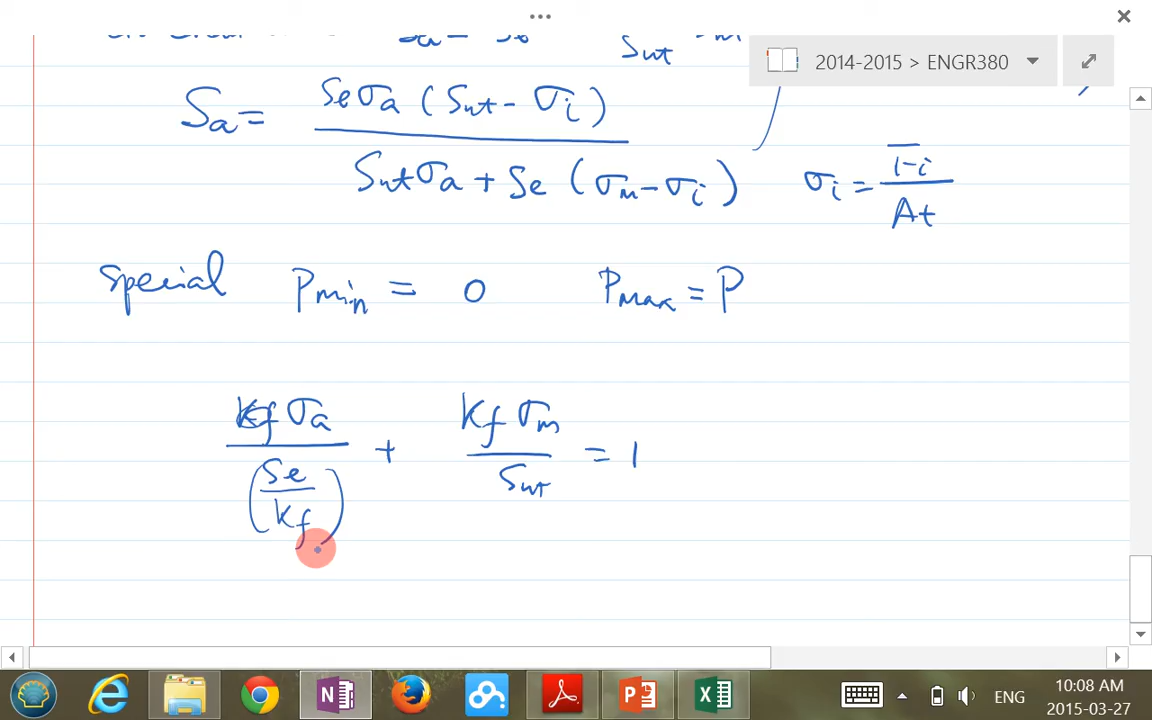 2014-2015 > ENGR380
Sa = Se σa (Sut - σi) / Sut σa + Se (σm - σi)
σi = Fi / At
special Pmin = 0 Pmax = P
σa / (Se / Kf) + Kf σm / Sut = 1
N
P
X
ENG
10:08 AM
2015-03-27